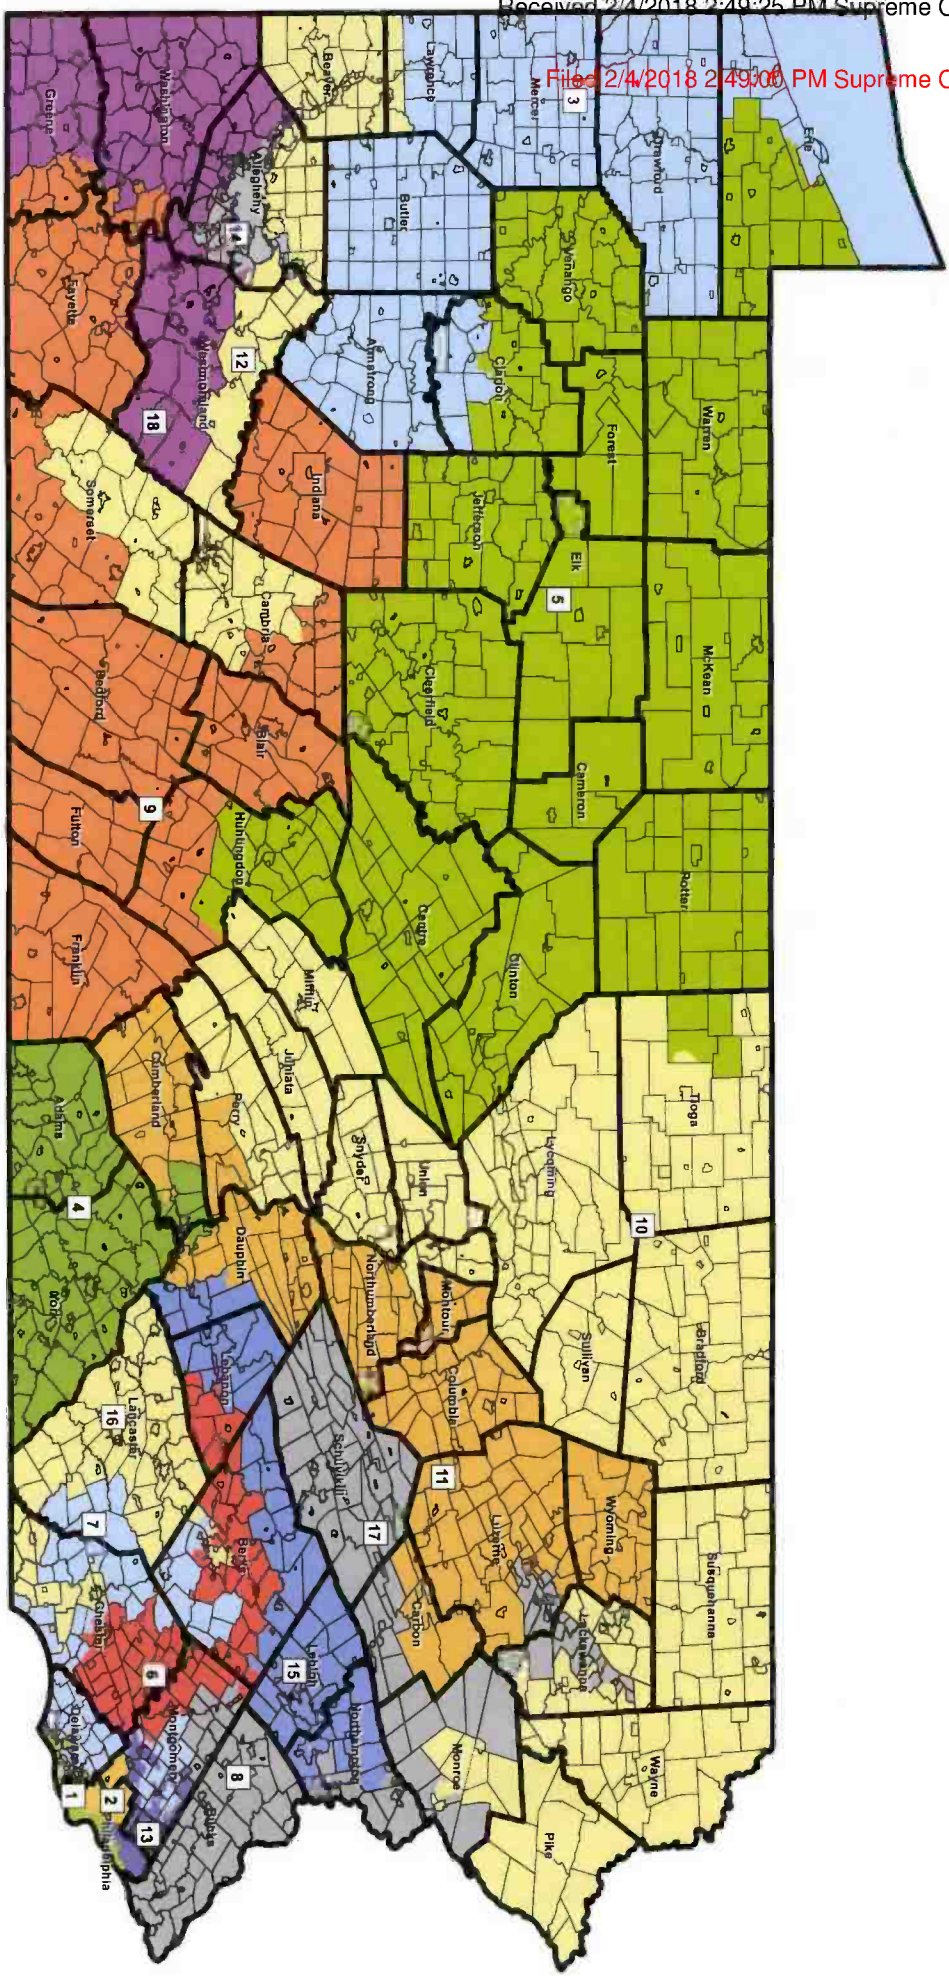 Received 2/4/2018 2:49:25 PM Supreme C
Filed 2/4/2018 2:49:06 PM Supreme C
Erie
Crawford
Mercer
3
Lawrence
Beaver
Butler
Allegheny
14
Washington
Greene
Venango
Warren
Forest
Clarion
Armstrong
12
Westmoreland
18
Fayette
Jefferson
Indiana
Somerset
Elk
5
McKean
Cambria
Clearfield
Cameron
Blair
Bedford
9
Fulton
Huntingdon
Potter
Centre
Clinton
Franklin
Mifflin
Juniata
Perry
Cumberland
Adams
4
York
Tioga
Lycoming
Union
Snyder
10
Dauphin
Northumberland
Montour
Columbia
Sullivan
Bradford
Lebanon
Lancaster
16
Schuylkill
17
11
Luzerne
Wyoming
Susquehanna
Lackawanna
Carbon
Berks
7
Chester
6
15
Lehigh
Northampton
Monroe
Wayne
Pike
Montgomery
Delaware
8
Bucks
1
2
13
Philadelphia